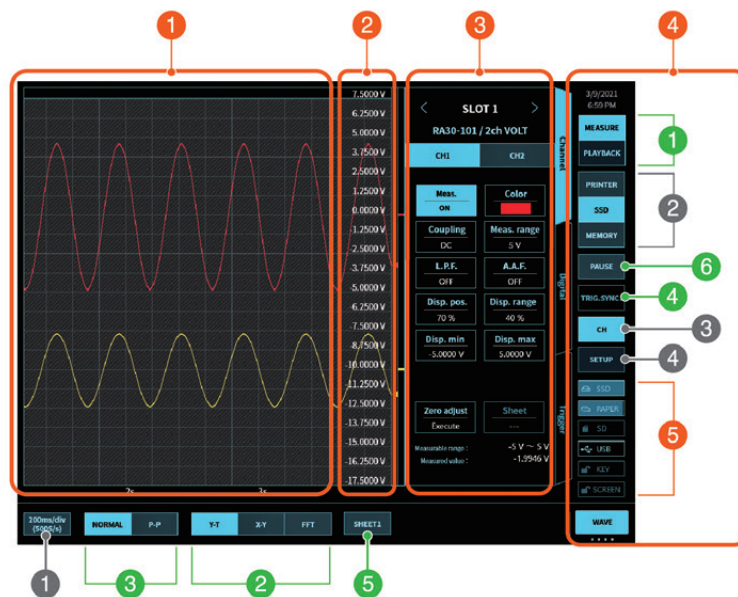 1
2
3
4
7.5000 V
6.2500 V
5.0000 V
3.7500 V
2.5000 V
1.2500 V
0.0000 V
-1.2500 V
-2.5000 V
-3.7500 V
-5.0000 V
-6.2500 V
-7.5000 V
-8.7500 V
-10.0000 V
-11.2500 V
-12.5000 V
-13.7500 V
-15.0000 V
-16.2500 V
-17.5000 V
2s
3s
< SLOT 1 >
RA30-101 / 2ch VOLT
CH1 CH2
Meas. Color
ON
Coupling Meas. range
DC 5 V
L.P.F. A.A.F.
OFF OFF
Disp. pos. Disp. range
70 % 40 %
Disp. min Disp. max
-5.0000 V 5.0000 V
Zero adjust Sheet
Execute ---
Measurable range : -5 V ~ 5 V
Measured value : -1.9946 V
Channel
Digital
Trigger
3/9/2021
6:59 PM
MEASURE
PLAYBACK
1
PRINTER
SSD
MEMORY
2
PAUSE
6
TRIG.SYNC
4
CH
3
SETUP
4
SSD
PAPER
SD
USB
KEY
SCREEN
5
200ms/div
(500S/s)
NORMAL P-P
Y-T X-Y FFT
SHEET1
WAVE
1
3
2
5